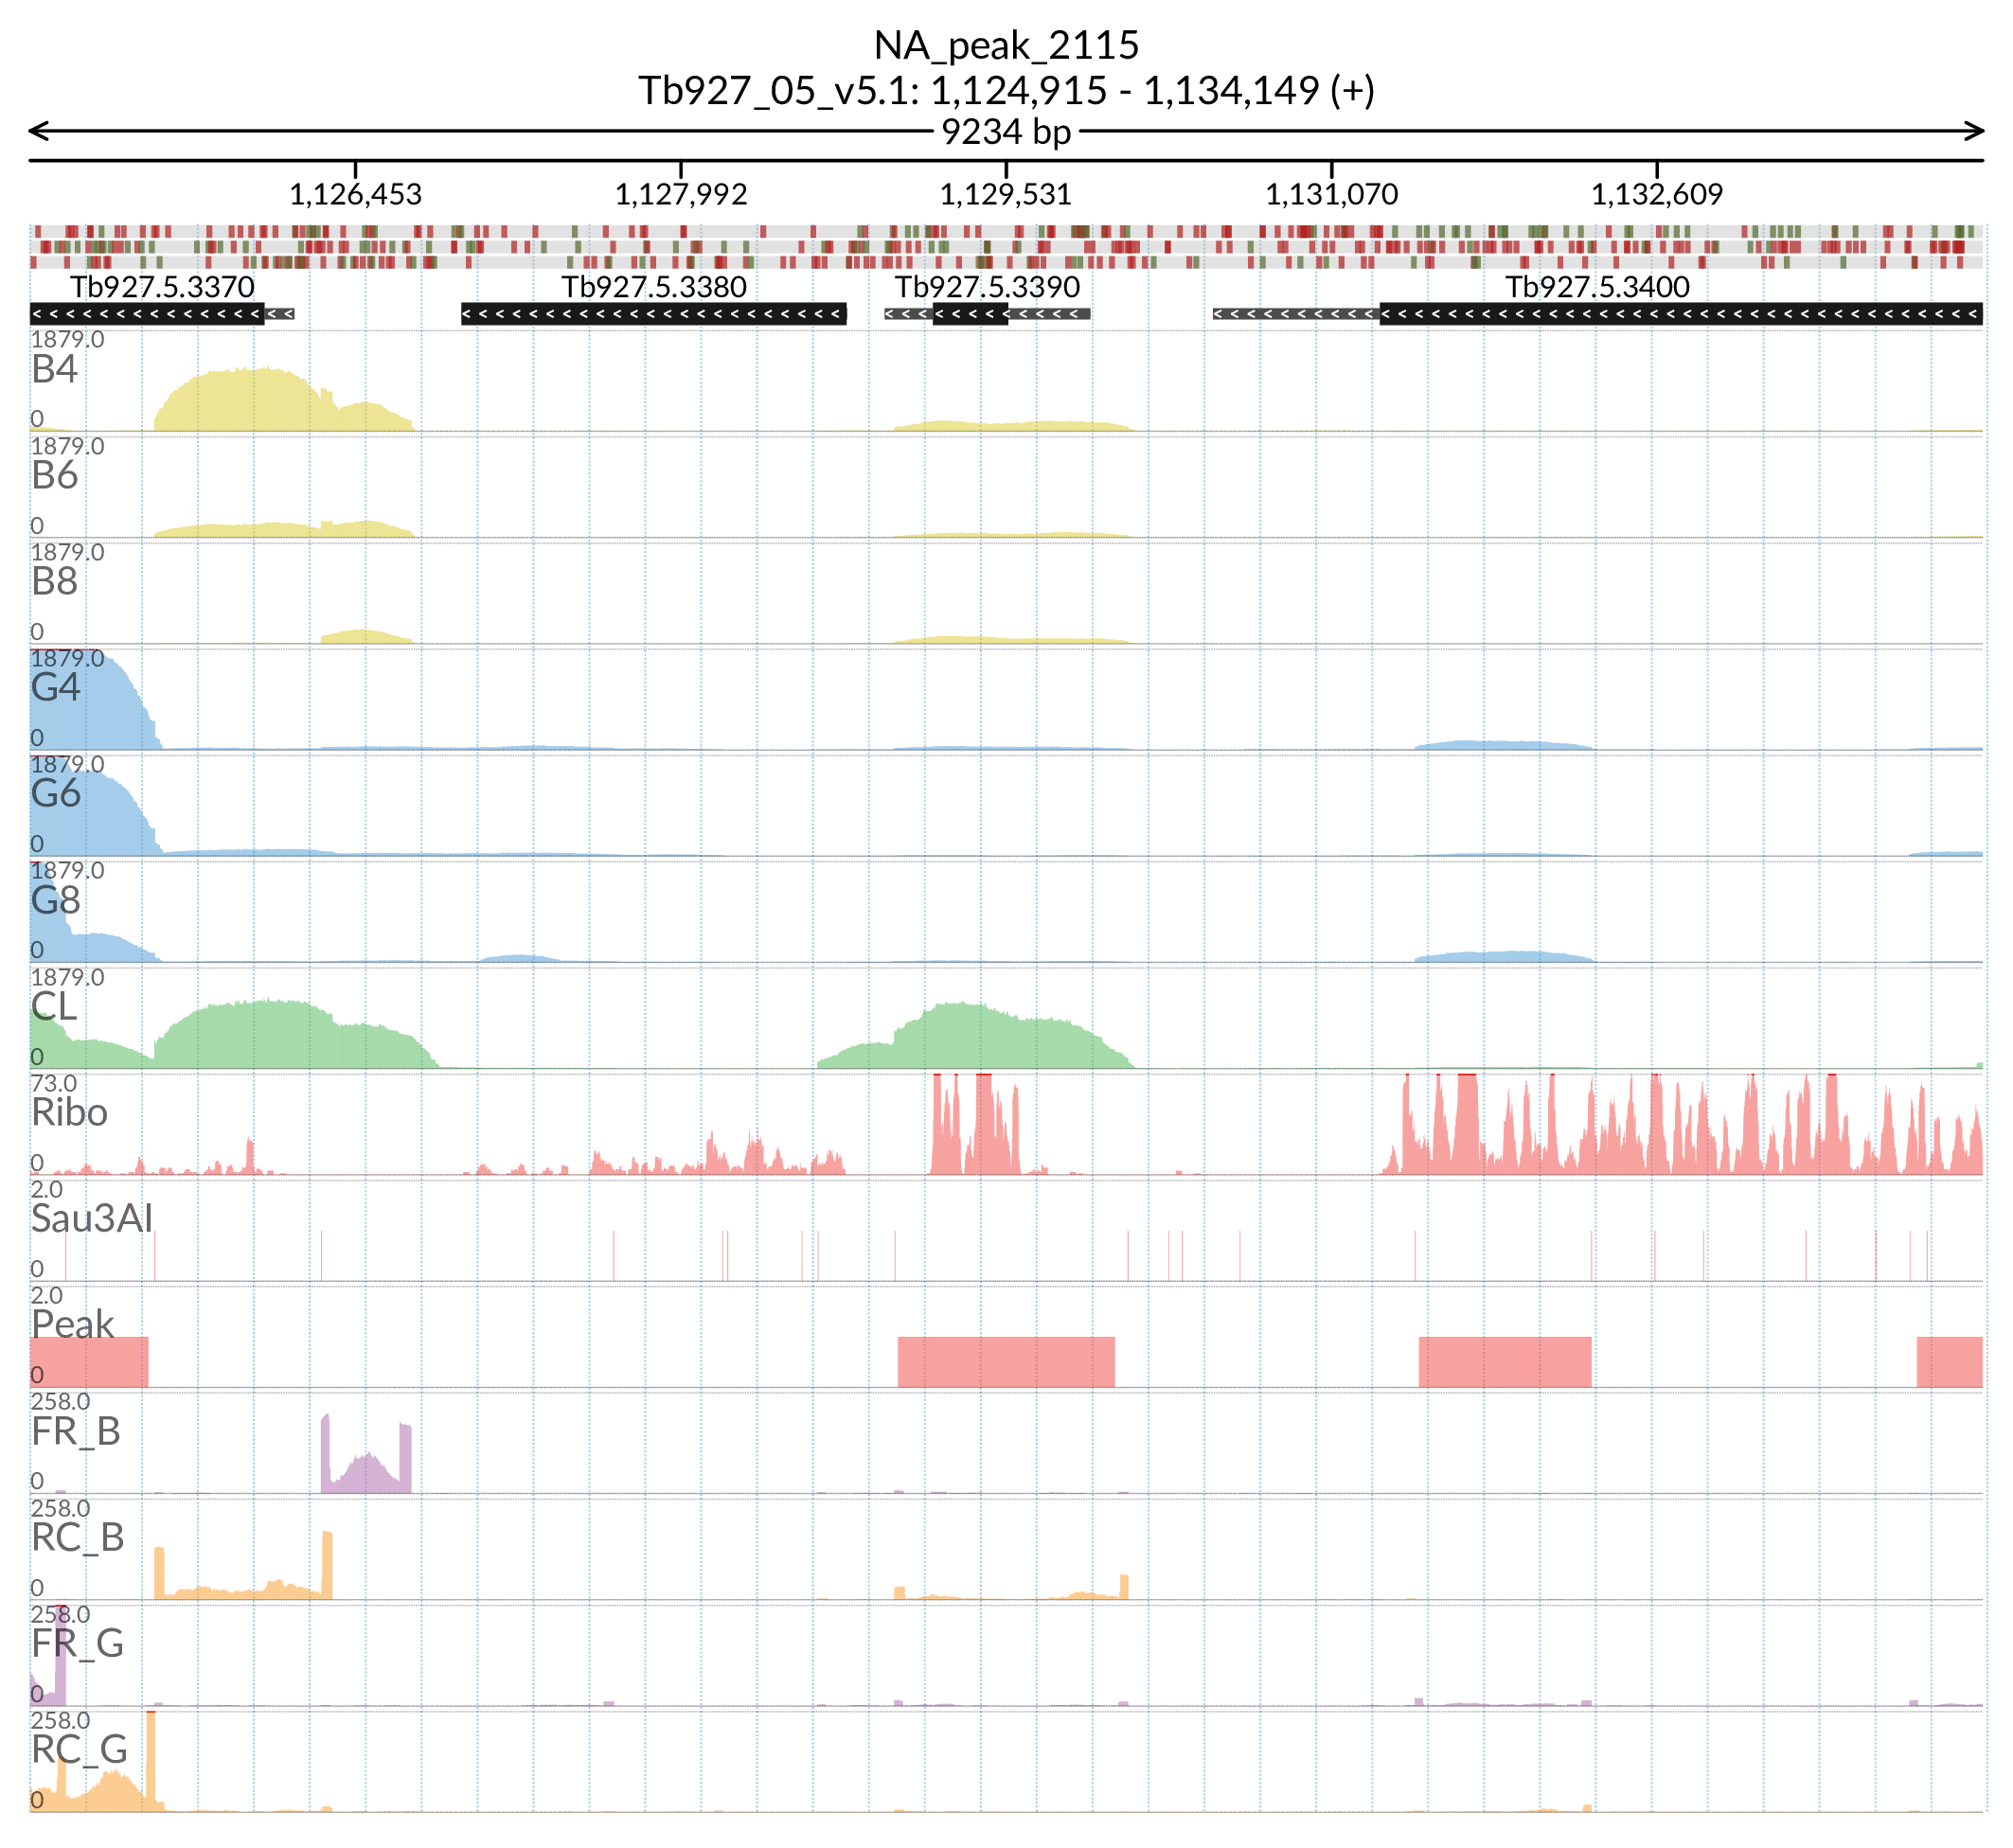 NA_peak_2115
Tb927_05_v5.1: 1,124,915 - 1,134,149 (+)
9234 bp
1,126,453 1,127,992 1,129,531 1,131,070 1,132,609
Tb927.5.3370 Tb927.5.3380 Tb927.5.3390 Tb927.5.3400
1879.0
B4
0
1879.0
B6
0
1879.0
B8
0
1879.0
G4
0
1879.0
G6
0
1879.0
G8
0
1879.0
CL
0
73.0
Ribo
0
2.0
Sau3AI
0
2.0
Peak
0
258.0
FR_B
0
258.0
RC_B
0
258.0
FR_G
0
258.0
RC_G
0